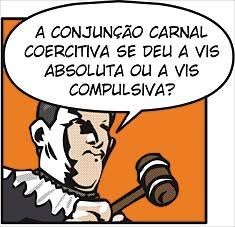 A CONJUNÇÃO CARNAL
COERCITIVA SE DEU A VIS
ABSOLUTA OU A VIS
COMPULSIVA?